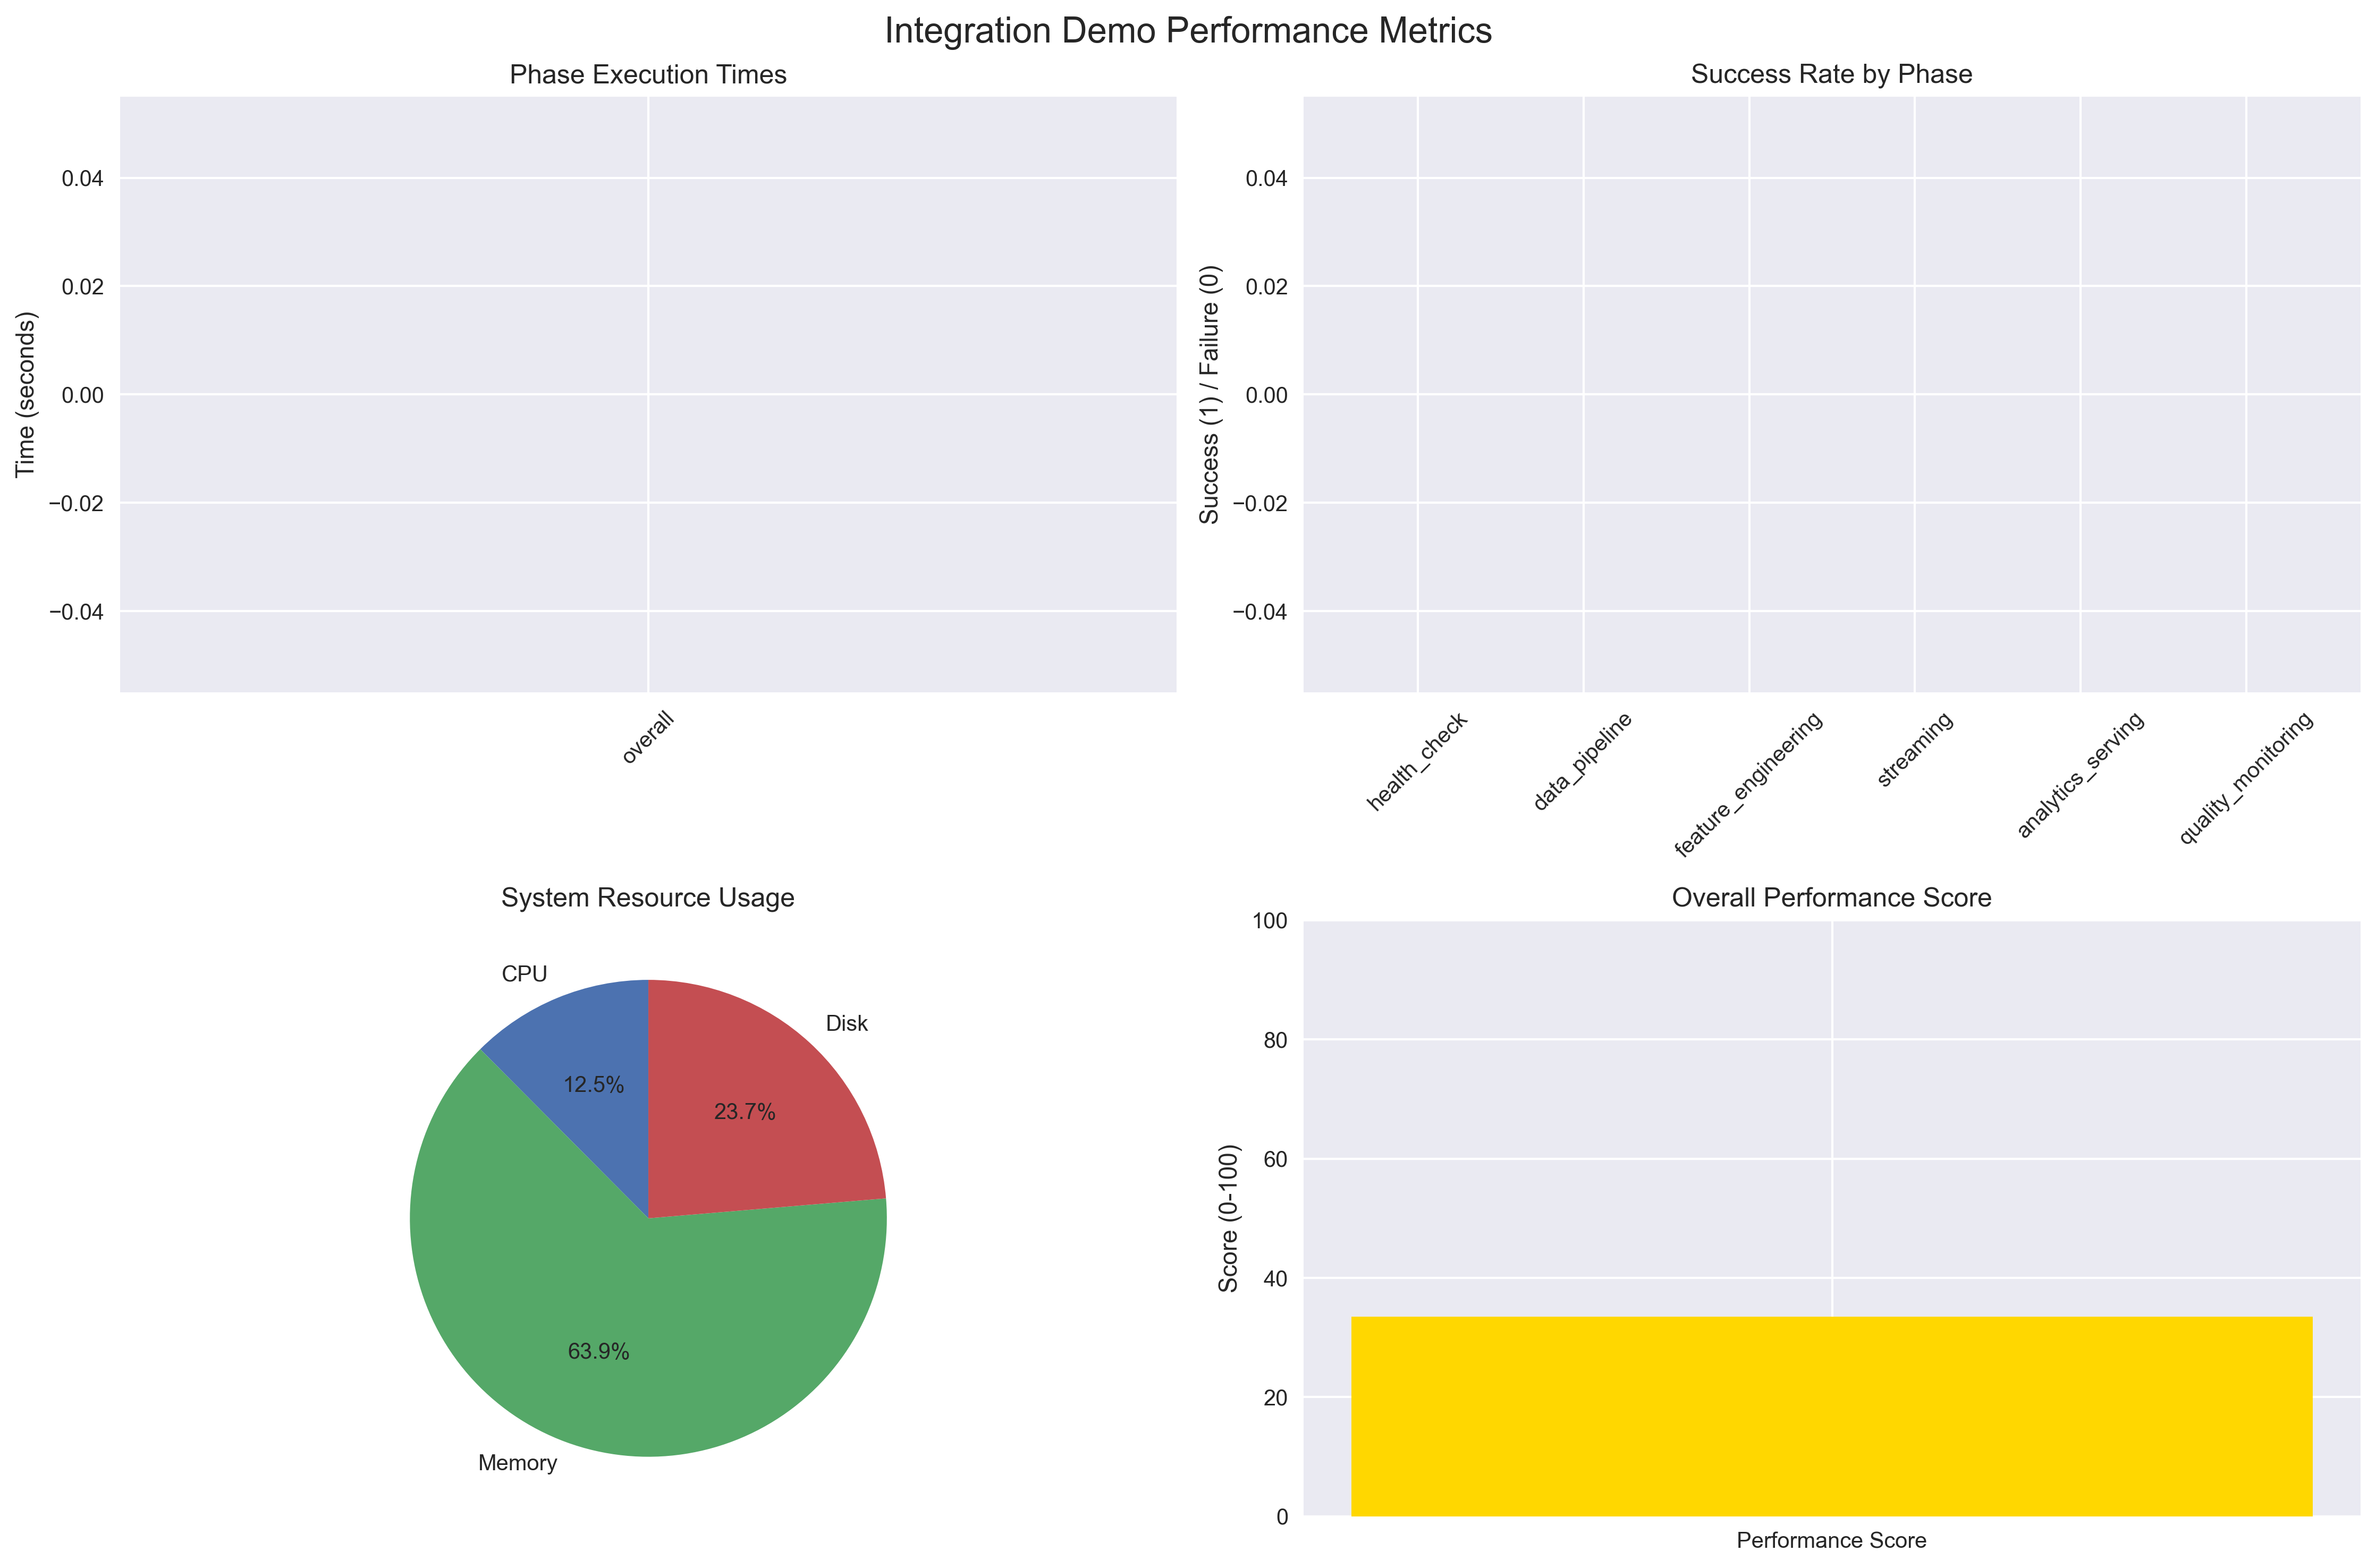 Integration Demo Performance Metrics
Phase Execution Times
Time (seconds)
0.04
0.02
0.00
−0.02
−0.04
overall
Success Rate by Phase
Success (1) / Failure (0)
0.04
0.02
0.00
−0.02
−0.04
health_check
data_pipeline
feature_engineering
streaming
analytics_serving
quality_monitoring
System Resource Usage
CPU
Disk
12.5%
23.7%
63.9%
Memory
Overall Performance Score
Score (0-100)
100
80
60
40
20
0
Performance Score